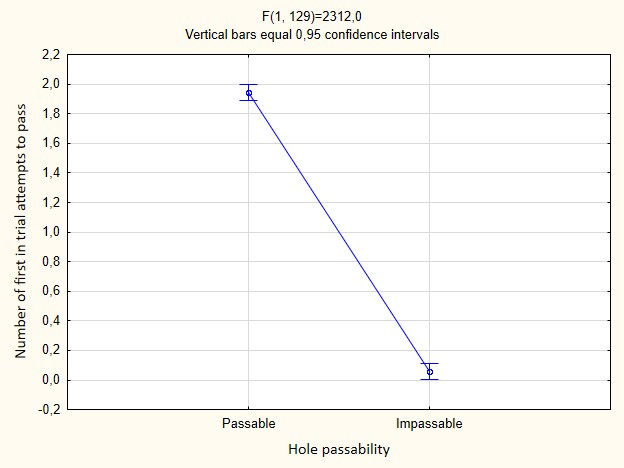 F(1, 129)=2312,0
Vertical bars equal 0,95 confidence intervals
2,2
2,0
1,8
1,6
1,4
1,2
1,0
0,8
0,6
0,4
0,2
0,0
-0,2
Number of first in trial attempts to pass
Passable
Impassable
Hole passability